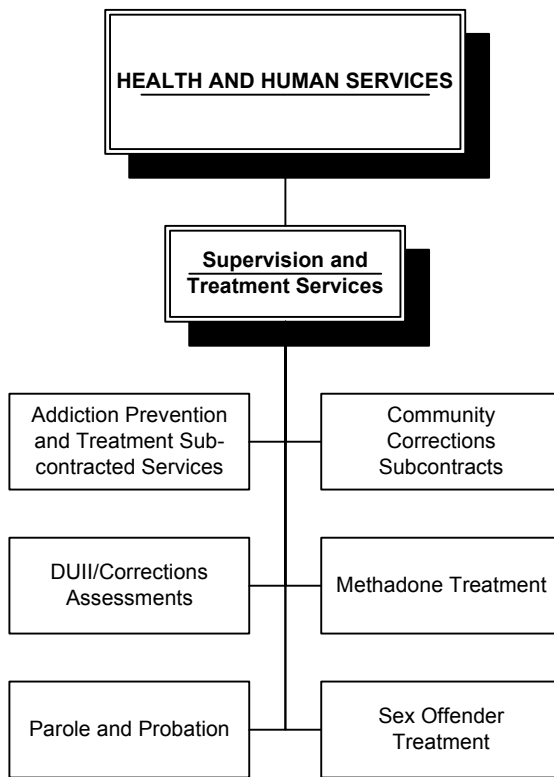 HEALTH AND HUMAN SERVICES
Supervision and
Treatment Services
Addiction Prevention
and Treatment Sub-
contracted Services
Community
Corrections
Subcontracts
DUII/Corrections
Assessments
Methadone Treatment
Parole and Probation
Sex Offender
Treatment